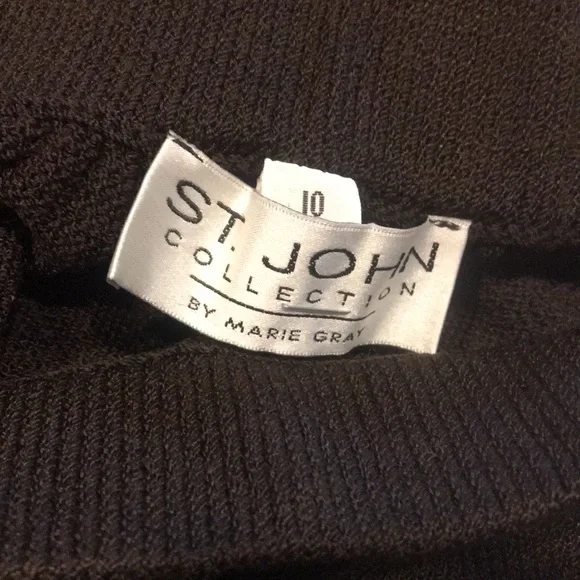 10
ST. JOHN
COLLECTION
BY MARIE GRAY